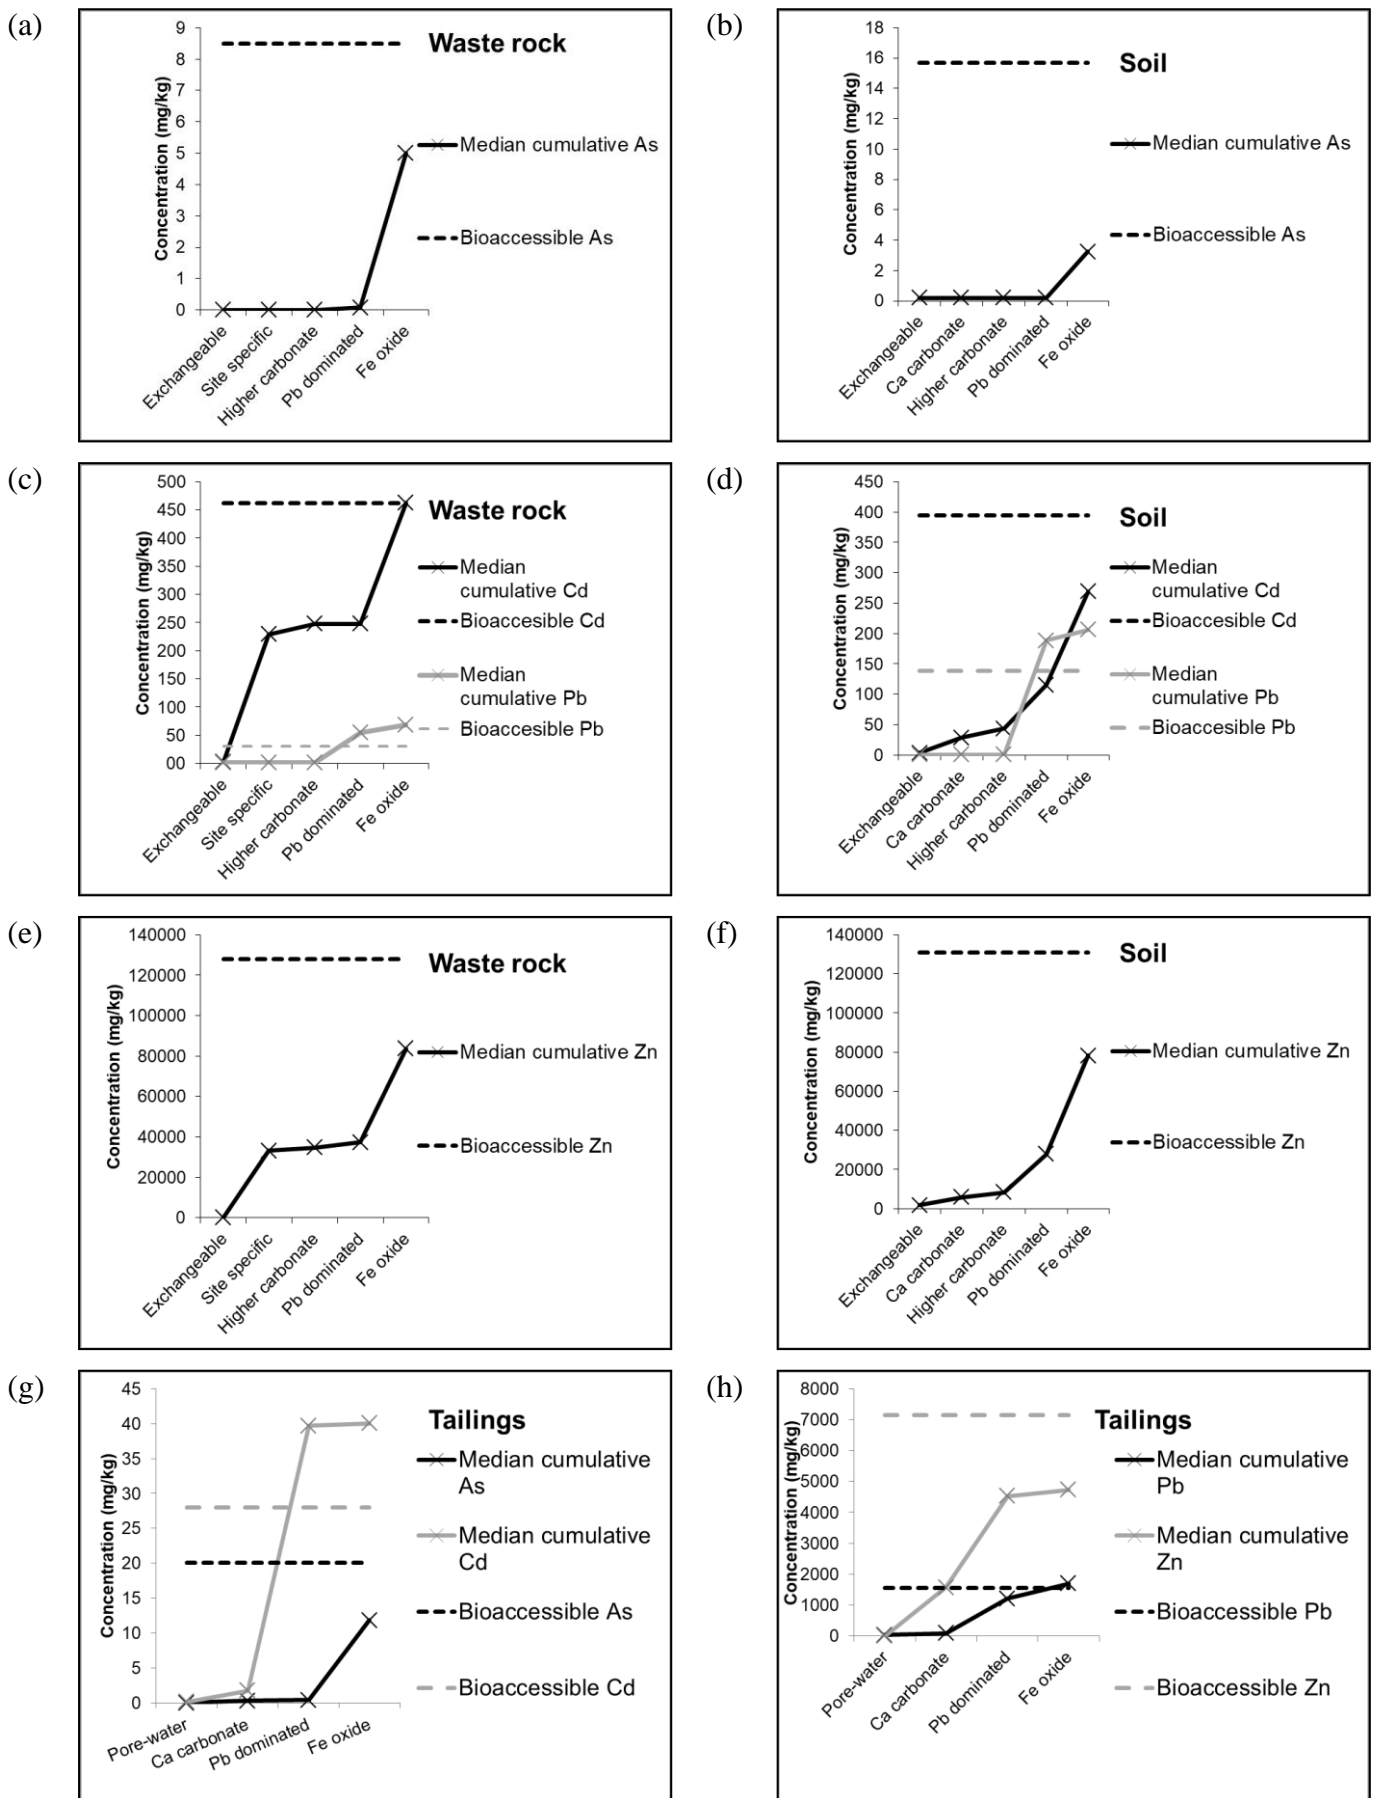 (a)
9
8
7
6
5
4
3
2
1
0
Concentration (mg/kg)
Waste rock
Median cumulative As
Bioaccessible As
Exchangeable
Site specific
Higher carbonate
Pb dominated
Fe oxide
(b)
18
16
14
12
10
8
6
4
2
0
Concentration (mg/kg)
Soil
Median cumulative As
Bioaccessible As
Exchangeable
Ca carbonate
Higher carbonate
Pb dominated
Fe oxide
(c)
500
450
400
350
300
250
200
150
100
50
00
Concentration (mg/kg)
Waste rock
Median
cumulative Cd
Bioaccesible Cd
Median
cumulative Pb
Bioaccesible Pb
Exchangeable
Site specific
Higher carbonate
Pb dominated
Fe oxide
(d)
450
400
350
300
250
200
150
100
50
0
Concentration (mg/kg)
Soil
Median
cumulative Cd
Bioaccesible Cd
Median
cumulative Pb
Bioaccesible Pb
Exchangeable
Ca carbonate
Higher carbonate
Pb dominated
Fe oxide
(e)
140000
120000
100000
80000
60000
40000
20000
0
Concentration (mg/kg)
Waste rock
Median cumulative Zn
Bioaccessible Zn
Exchangeable
Site specific
Higher carbonate
Pb dominated
Fe oxide
(f)
140000
120000
100000
80000
60000
40000
20000
0
Concentration (mg/kg)
Soil
Median cumulative Zn
Bioaccessible Zn
Exchangeable
Ca carbonate
Higher carbonate
Pb dominated
Fe oxide
(g)
45
40
35
30
25
20
15
10
5
0
Concentration (mg/kg)
Tailings
Median cumulative
As
Median cumulative
Cd
Bioaccessible As
Bioaccessible Cd
Pore-water
Ca carbonate
Pb dominated
Fe oxide
(h)
8000
7000
6000
5000
4000
3000
2000
1000
0
Concentration (mg/kg)
Tailings
Median cumulative
Pb
Median cumulative
Zn
Bioaccessible Pb
Bioaccessible Zn
Pore-water
Ca carbonate
Pb dominated
Fe oxide